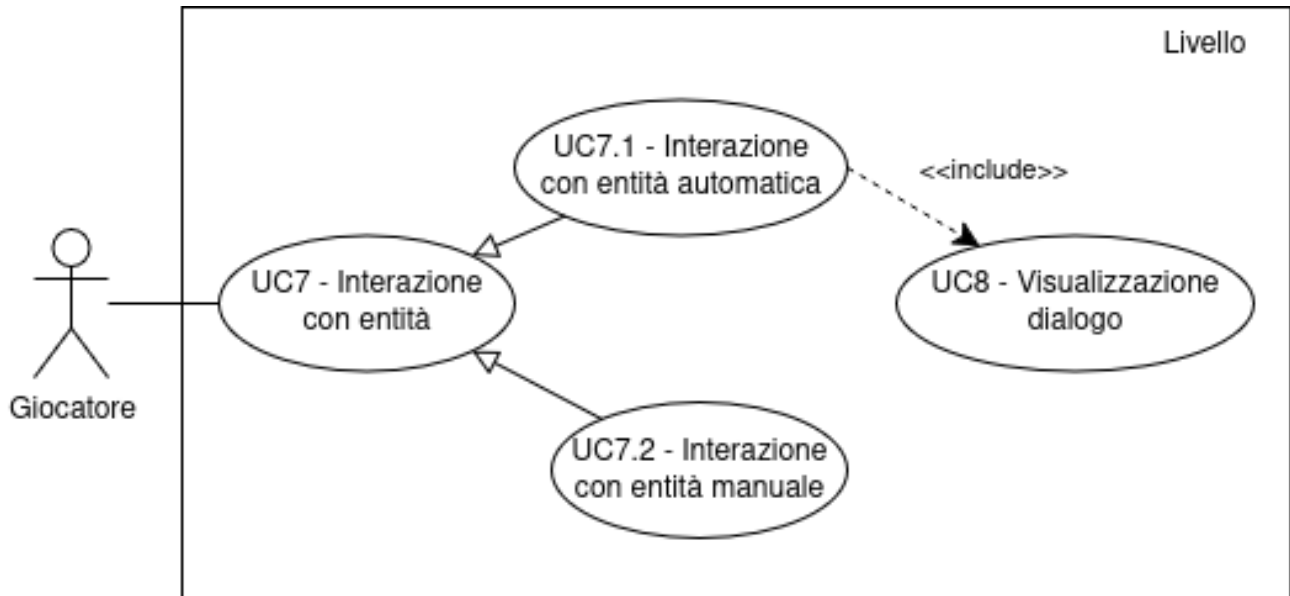 Livello
UC7.1 - Interazione
con entità automatica
<<include>>
UC7 - Interazione
con entità
UC8 - Visualizzazione
dialogo
Giocatore
UC7.2 - Interazione
con entità manuale